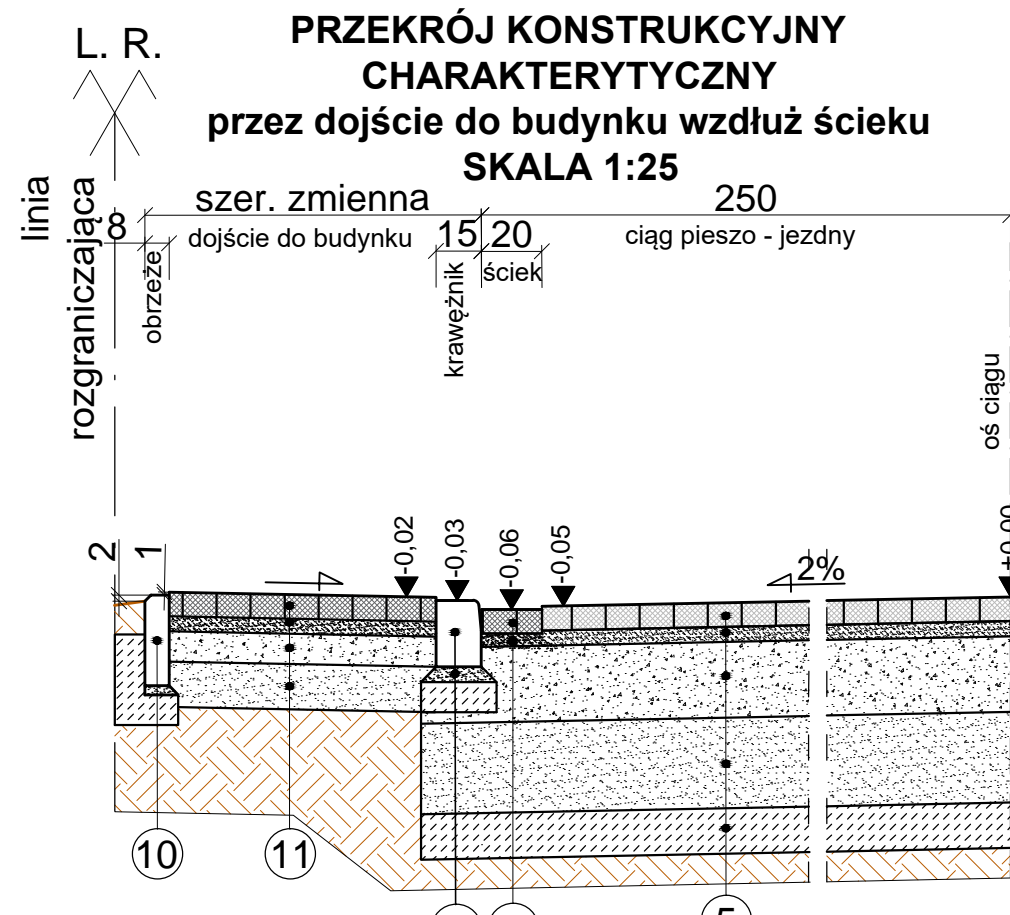 L. R.
PRZEKRÓJ KONSTRUKCYJNY
CHARAKTERYTYCZNY
przez dojście do budynku wzdłuż ścieku
SKALA 1:25
linia
rozgraniczająca
szer. zmienna
250
8
dojście do budynku
15
20
ciąg pieszo - jezdny
obrzeże
krawężnik
ściek
oś ciągu
2
1
-0,02
-0,03
-0,06
-0,05
2%
±0,00
10
11
5